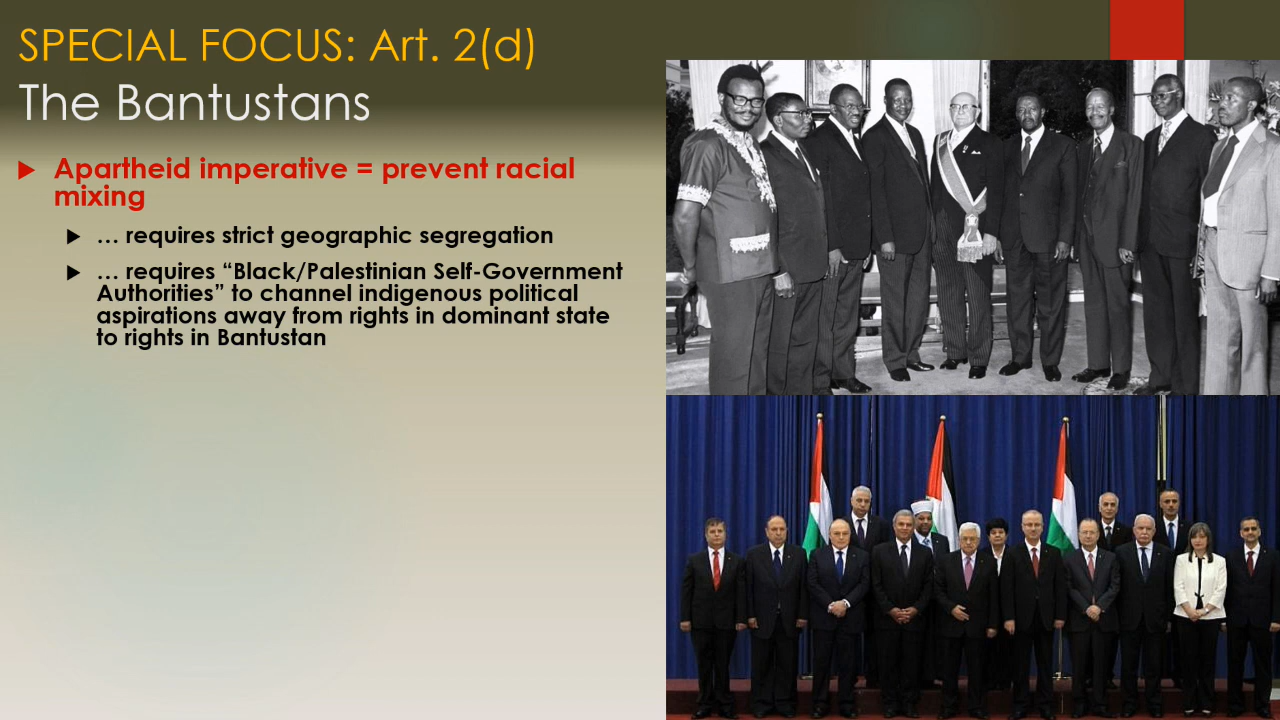 SPECIAL FOCUS: Art. 2(d)
The Bantustans
Apartheid imperative = prevent racial
mixing
… requires strict geographic segregation
… requires “Black/Palestinian Self-Government
Authorities” to channel indigenous political
aspirations away from rights in dominant state
to rights in Bantustan